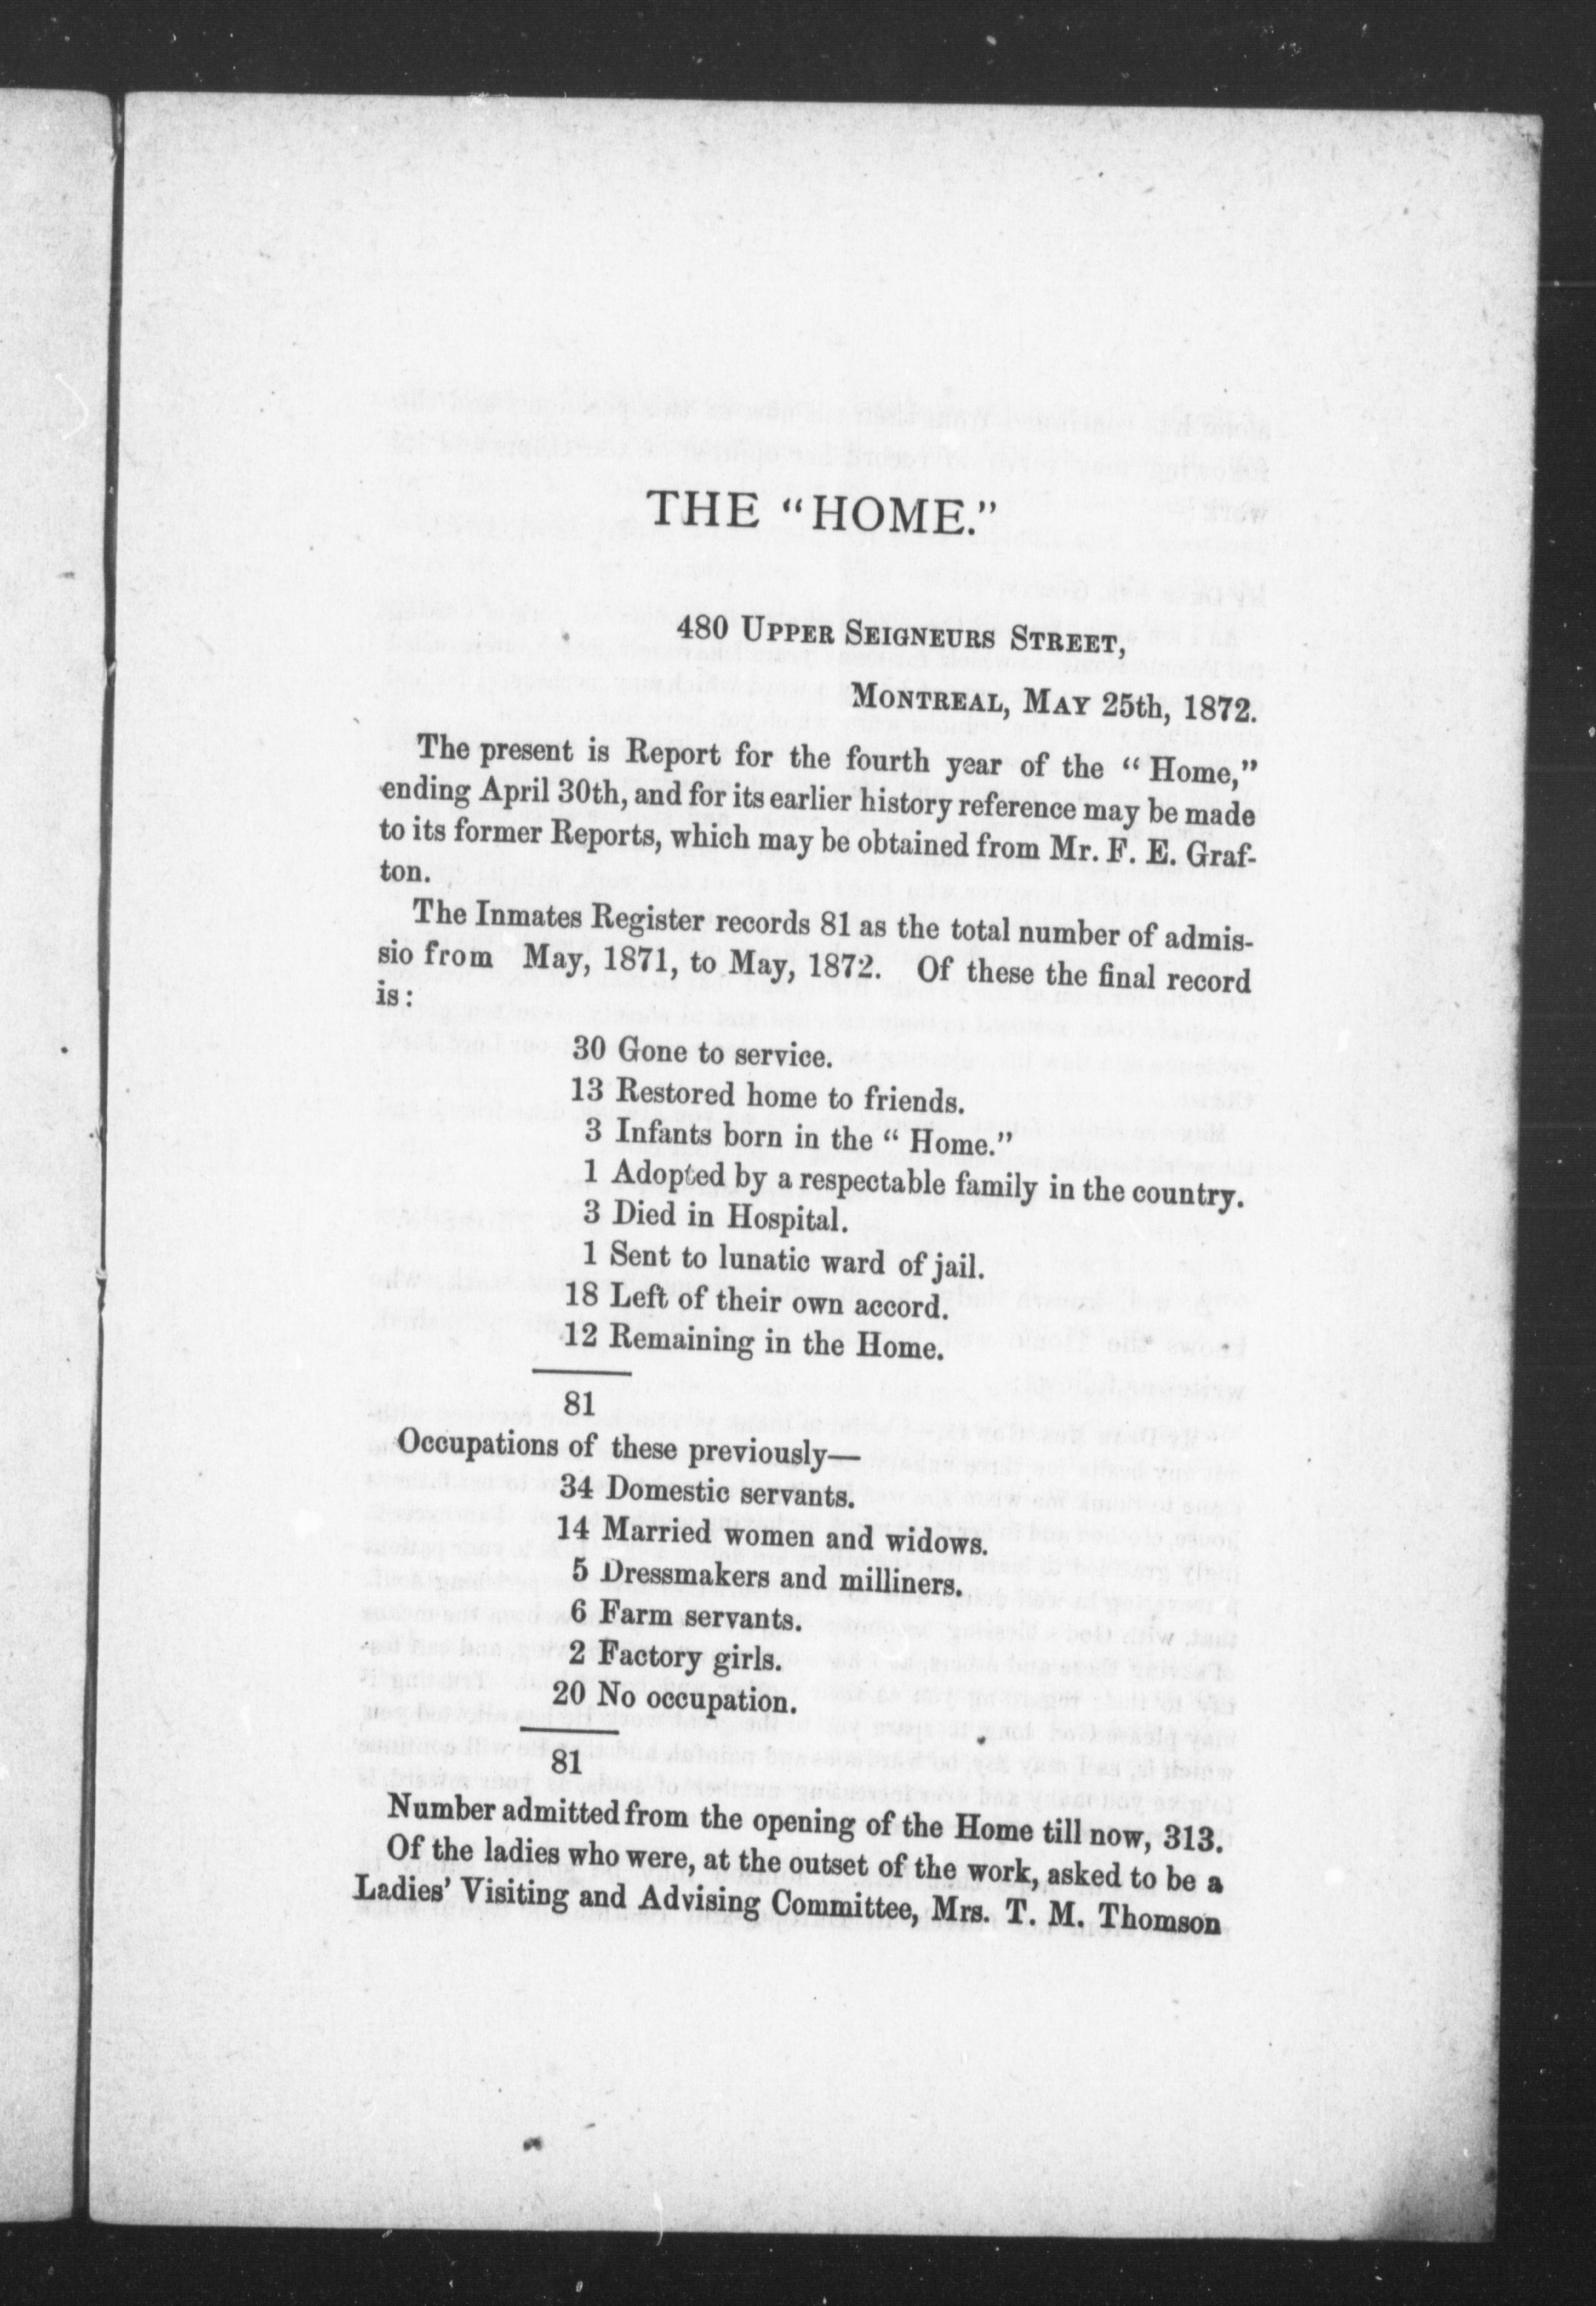 THE "HOME."
480 UPPER SEIGNEURS STREET,
MONTREAL, MAY 25th, 1872.
The present is Report for the fourth year of the "Home,"
ending April 30th, and for its earlier history reference may be made
to its former Reports, which may be obtained from Mr. F. E. Graf-
ton.
The Inmates Register records 81 as the total number of admis-
sio from May, 1871, to May, 1872. Of these the final record
is:
30 Gone to service.
13 Restored home to friends.
3 Infants born in the "Home."
1 Adopted by a respectable family in the country.
3 Died in Hospital.
1 Sent to lunatic ward of jail.
18 Left of their own accord.
12 Remaining in the Home.
81
Occupations of these previously—
34 Domestic servants.
14 Married women and widows.
5 Dressmakers and milliners.
6 Farm servants.
2 Factory girls.
20 No occupation.
81
Number admitted from the opening of the Home till now, 313.
Of the ladies who were, at the outset of the work, asked to be a
Ladies' Visiting and Advising Committee, Mrs. T. M. Thomson